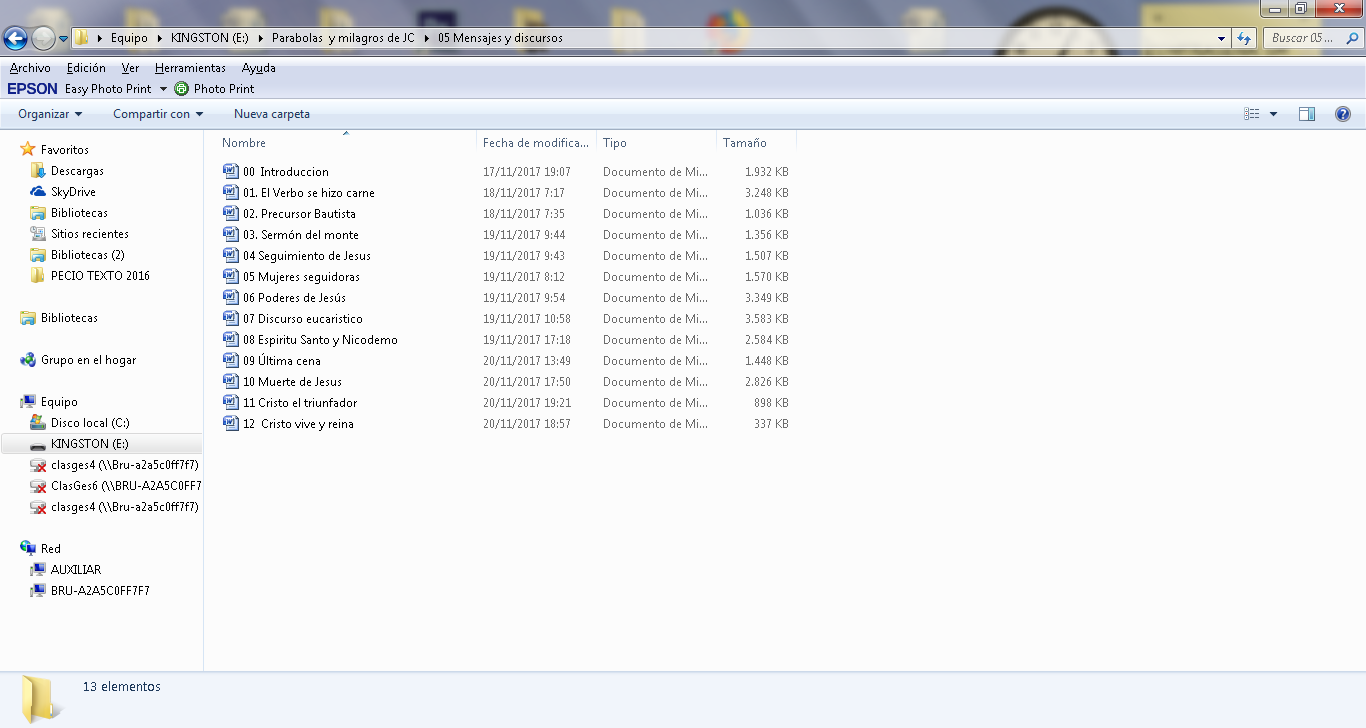 Equipo KINGSTON (E:) Parabolas y milagros de JC 05 Mensajes y discursos Buscar 05 ...
Archivo Edición Ver Herramientas Ayuda
EPSON Easy Photo Print Photo Print
Organizar Compartir con Nueva carpeta
Favoritos
Descargas
SkyDrive
Bibliotecas
Sitios recientes
Bibliotecas (2)
PECIO TEXTO 2016
Bibliotecas
Grupo en el hogar
Equipo
Disco local (C:)
KINGSTON (E:)
clasges4 (\\Bru-a2a5c0ff7f7)
ClasGes6 (\\BRU-A2A5C0FF7
clasges4 (\\Bru-a2a5c0ff7f7)
Red
AUXILIAR
BRU-A2A5C0FF7F7
Nombre Fecha de modifica... Tipo Tamaño
00 Introduccion 17/11/2017 19:07 Documento de Mi... 1.932 KB
01. El Verbo se hizo carne 18/11/2017 7:17 Documento de Mi... 3.248 KB
02. Precursor Bautista 18/11/2017 7:35 Documento de Mi... 1.036 KB
03. Sermón del monte 19/11/2017 9:44 Documento de Mi... 1.356 KB
04 Seguimiento de Jesus 19/11/2017 9:43 Documento de Mi... 1.507 KB
05 Mujeres seguidoras 19/11/2017 8:12 Documento de Mi... 1.570 KB
06 Poderes de Jesús 19/11/2017 9:54 Documento de Mi... 3.349 KB
07 Discurso eucaristico 19/11/2017 10:58 Documento de Mi... 3.583 KB
08 Espiritu Santo y Nicodemo 19/11/2017 17:18 Documento de Mi... 2.584 KB
09 Última cena 20/11/2017 13:49 Documento de Mi... 1.448 KB
10 Muerte de Jesus 20/11/2017 17:50 Documento de Mi... 2.826 KB
11 Cristo el triunfador 20/11/2017 19:21 Documento de Mi... 898 KB
12 Cristo vive y reina 20/11/2017 18:57 Documento de Mi... 337 KB
13 elementos